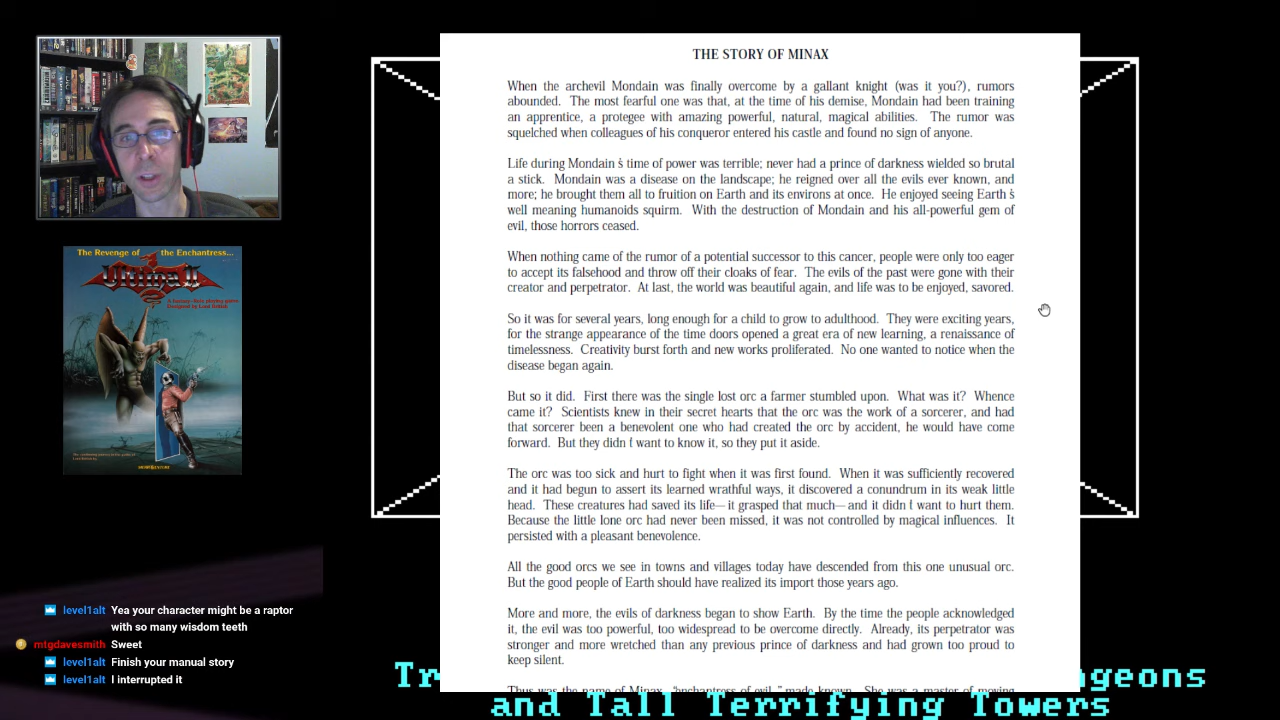 THE STORY OF MINAX
When the archevil Mondain was finally overcome by a gallant knight (was it you?), rumors
abounded. The most fearful one was that, at the time of his demise, Mondain had been training
an apprentice, a protegee with amazing powerful, natural, magical abilities. The rumor was
squelched when colleagues of his conqueror entered his castle and found no sign of anyone.
Life during Mondain ś time of power was terrible; never had a prince of darkness wielded so brutal
a stick. Mondain was a disease on the landscape; he reigned over all the evils ever known, and
more; he brought them all to fruition on Earth and its environs at once. He enjoyed seeing Earth ś
well meaning humanoids squirm. With the destruction of Mondain and his all-powerful gem of
evil, those horrors ceased.
When nothing came of the rumor of a potential successor to this cancer, people were only too eager
to accept its falsehood and throw off their cloaks of fear. The evils of the past were gone with their
creator and perpetrator. At last, the world was beautiful again, and life was to be enjoyed, savored.
So it was for several years, long enough for a child to grow to adulthood. They were exciting years,
for the strange appearance of the time doors opened a great era of new learning, a renaissance of
timelessness. Creativity burst forth and new works proliferated. No one wanted to notice when the
disease began again.
But so it did. First there was the single lost orc a farmer stumbled upon. What was it? Whence
came it? Scientists knew in their secret hearts that the orc was the work of a sorcerer, and had
that sorcerer been a benevolent one who had created the orc by accident, he would have come
forward. But they didn t want to know it, so they put it aside.
The orc was too sick and hurt to fight when it was first found. When it was sufficiently recovered
and it had begun to assert its learned wrathful ways, it discovered a conundrum in its weak little
head. These creatures had saved its life—it grasped that much—and it didn t want to hurt them.
Because the little lone orc had never been missed, it was not controlled by magical influences. It
persisted with a pleasant benevolence.
All the good orcs we see in towns and villages today have descended from this one unusual orc.
But the good people of Earth should have realized its import those years ago.
More and more, the evils of darkness began to show Earth. By the time the people acknowledged
it, the evil was too powerful, too widespread to be overcome directly. Already, its perpetrator was
stronger and more wretched than any previous prince of darkness and had grown too proud to
keep silent.
Thus was the name of Minax, "enchantress of evil," made known. She was a master of moving
The Revenge of the Enchantress...
Ultima II
level1alt Yea your character might be a raptor
with so many wisdom teeth
mtgdavesmith Sweet
level1alt Finish your manual story
level1alt I interrupted it
Tr ngeons
and Tall Terrifying Towers